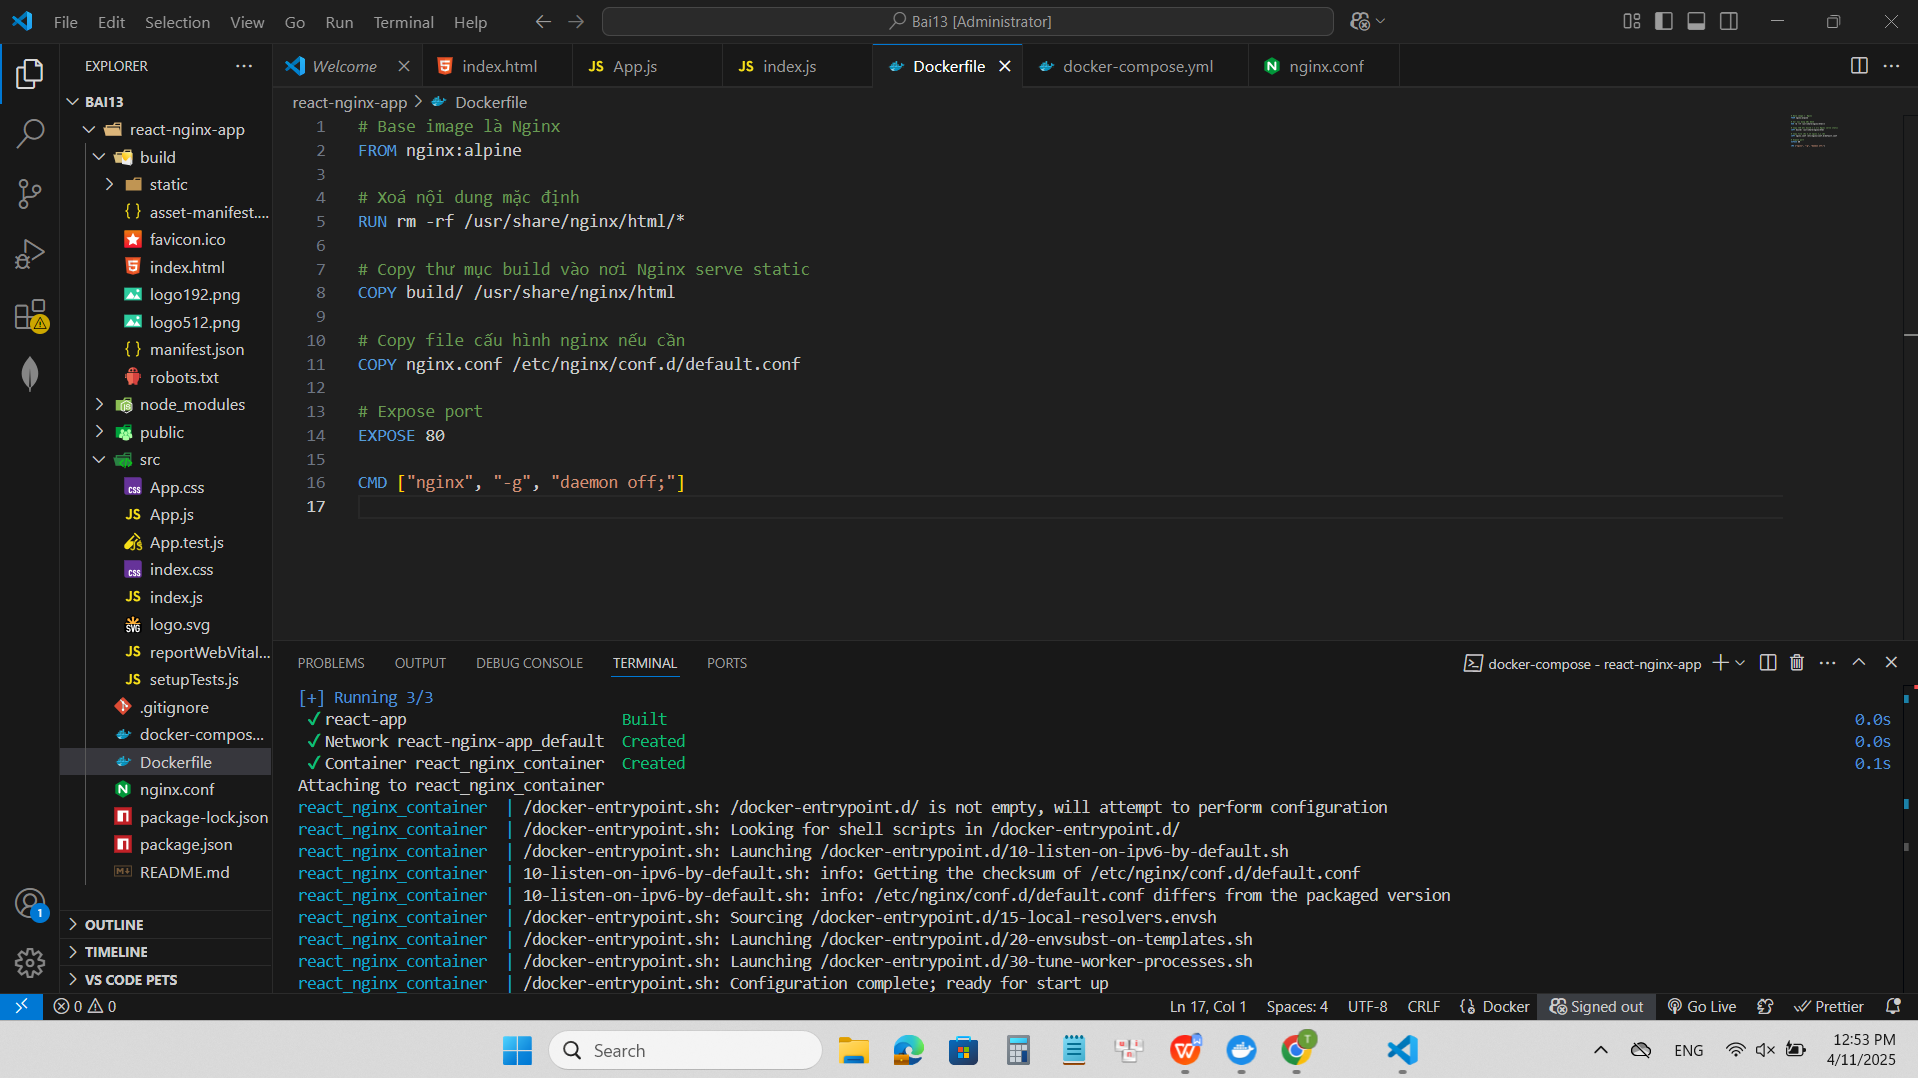 File Edit Selection View Go Run Terminal Help
Bai13 [Administrator]
EXPLORER
Welcome
index.html
JS App.js
JS index.js
Dockerfile
docker-compose.yml
nginx.conf
react-nginx-app > Dockerfile
BAI13
react-nginx-app
build
static
asset-manifest....
favicon.ico
index.html
logo192.png
logo512.png
manifest.json
robots.txt
node_modules
public
src
App.css
JS App.js
App.test.js
index.css
JS index.js
logo.svg
JS reportWebVital...
JS setupTests.js
.gitignore
docker-compos...
Dockerfile
nginx.conf
package-lock.json
package.json
README.md
OUTLINE
TIMELINE
VS CODE PETS
1 # Base image là Nginx
2 FROM nginx:alpine
3
4 # Xoá nội dung mặc định
5 RUN rm -rf /usr/share/nginx/html/*
6
7 # Copy thư mục build vào nơi Nginx serve static
8 COPY build/ /usr/share/nginx/html
9
10 # Copy file cấu hình nginx nếu cần
11 COPY nginx.conf /etc/nginx/conf.d/default.conf
12
13 # Expose port
14 EXPOSE 80
15
16 CMD ["nginx", "-g", "daemon off;"]
17
PROBLEMS OUTPUT DEBUG CONSOLE TERMINAL PORTS
docker-compose - react-nginx-app
[+] Running 3/3
✓ react-app Built 0.0s
✓ Network react-nginx-app_default Created 0.0s
✓ Container react_nginx_container Created 0.1s
Attaching to react_nginx_container
react_nginx_container | /docker-entrypoint.sh: /docker-entrypoint.d/ is not empty, will attempt to perform configuration
react_nginx_container | /docker-entrypoint.sh: Looking for shell scripts in /docker-entrypoint.d/
react_nginx_container | /docker-entrypoint.sh: Launching /docker-entrypoint.d/10-listen-on-ipv6-by-default.sh
react_nginx_container | 10-listen-on-ipv6-by-default.sh: info: Getting the checksum of /etc/nginx/conf.d/default.conf
react_nginx_container | 10-listen-on-ipv6-by-default.sh: info: /etc/nginx/conf.d/default.conf differs from the packaged version
react_nginx_container | /docker-entrypoint.sh: Sourcing /docker-entrypoint.d/15-local-resolvers.envsh
react_nginx_container | /docker-entrypoint.sh: Launching /docker-entrypoint.d/20-envsubst-on-templates.sh
react_nginx_container | /docker-entrypoint.sh: Launching /docker-entrypoint.d/30-tune-worker-processes.sh
react_nginx_container | /docker-entrypoint.sh: Configuration complete; ready for start up
1
0 0
Ln 17, Col 1 Spaces: 4 UTF-8 CRLF Docker Signed out Go Live Prettier
Search
ENG
12:53 PM
4/11/2025